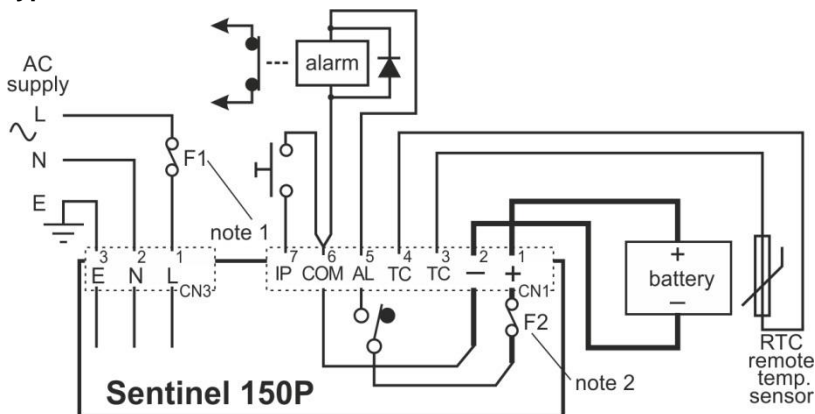 alarm
AC
supply
L
N
E
F1
note 1
3 2 1
E N L
CN3
7 6 5 4 3 2 1
IP COM AL TC TC – +
CN1
F2
note 2
Sentinel 150P
+
battery
–
RTC
remote
temp.
sensor